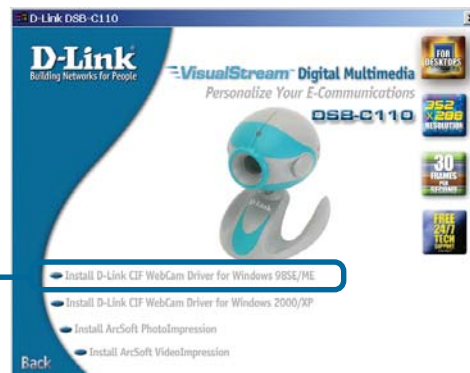 D-Link DSB-C110
D-Link
Building Networks for People
VisualStream™ Digital Multimedia
Personalize Your E-Communications
DSB-C110
FOR
DESKTOPS
352
X 288
RESOLUTION
30
FRAMES
PER
SECOND
FREE
24/7
TECH
SUPPORT
D-Link
Install D-Link CIF WebCam Driver for Windows 98SE/ME
Install D-Link CIF WebCam Driver for Windows 2000/XP
Install ArcSoft PhotoImpression
Install ArcSoft VideoImpression
Back